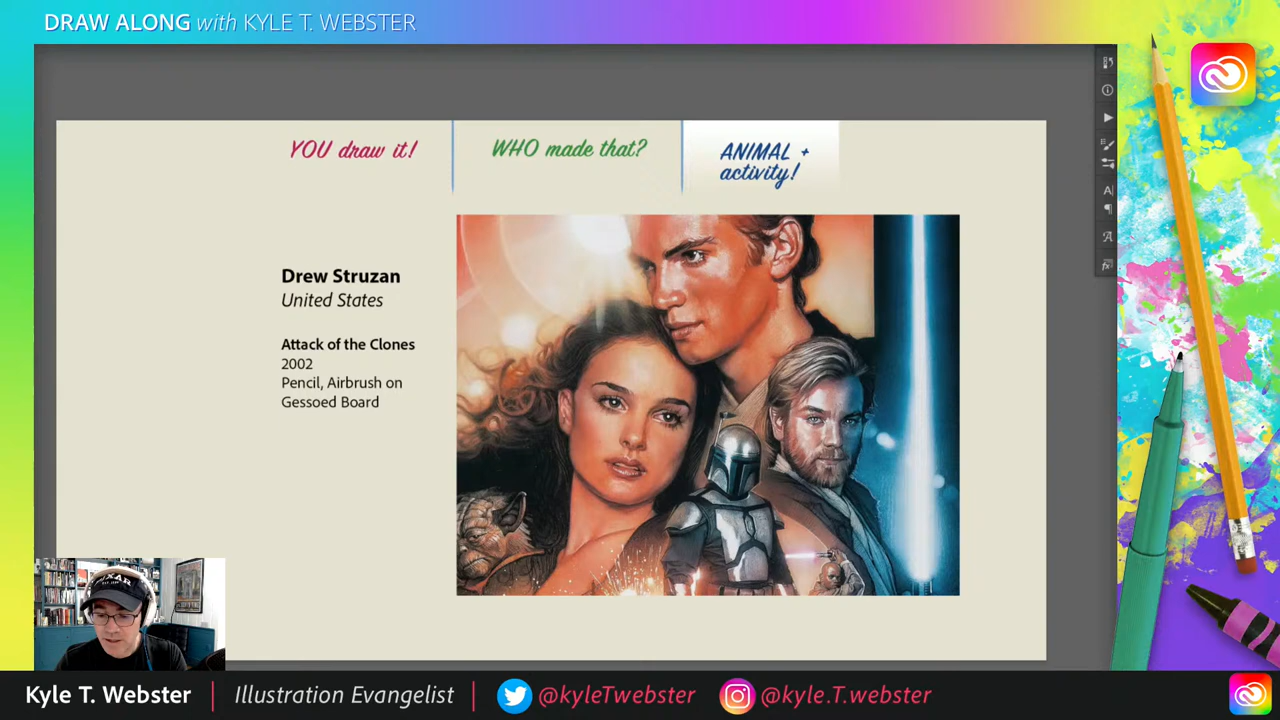 DRAW ALONG with KYLE T. WEBSTER
YOU draw it!
WHO made that?
ANIMAL +
activity!
Drew Struzan
United States
Attack of the Clones
2002
Pencil, Airbrush on
Gessoed Board
Kyle T. Webster
Illustration Evangelist
@kyleTwebster
@kyle.T.webster